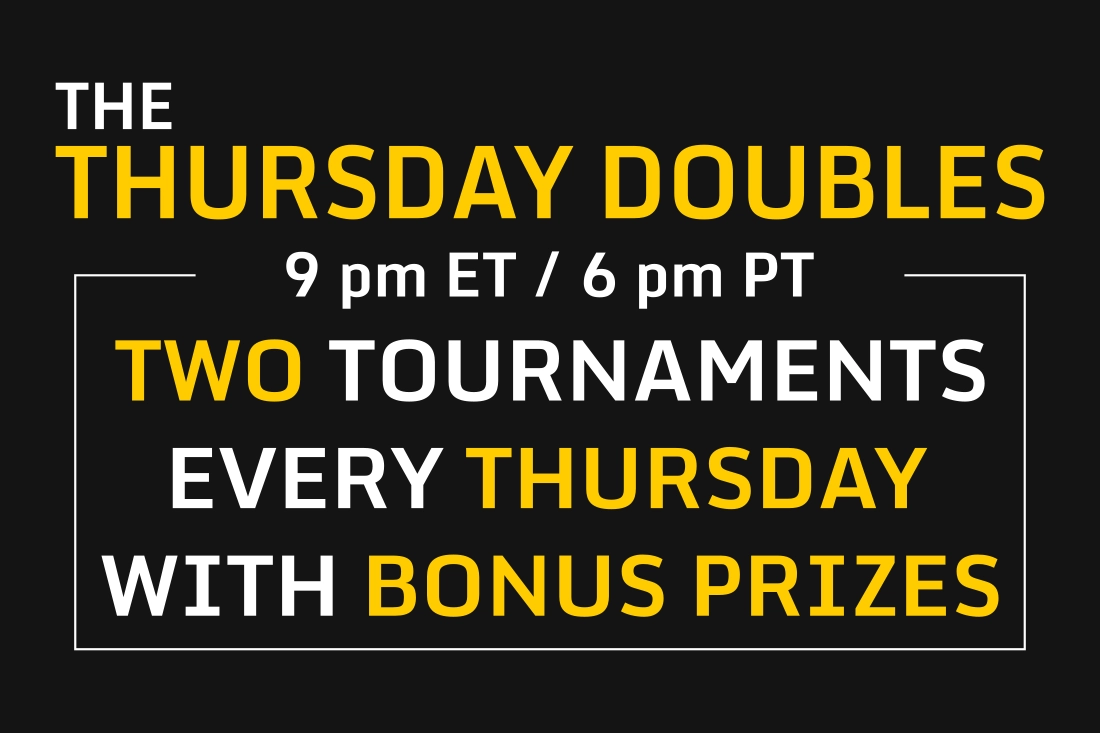 THE
THURSDAY DOUBLES
9 pm ET / 6 pm PT
TWO TOURNAMENTS
EVERY THURSDAY
WITH BONUS PRIZES